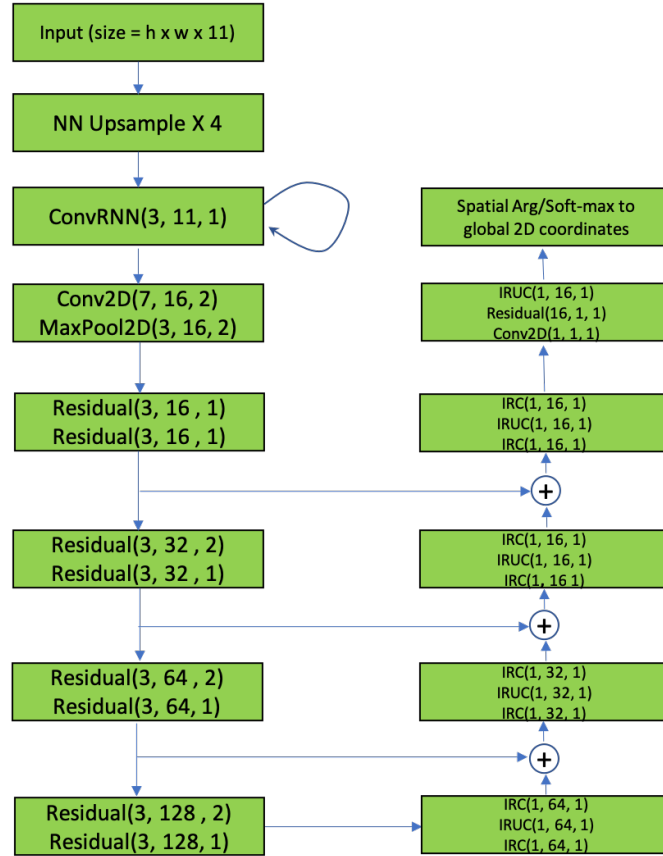 Input (size = h x w x 11)
NN Upsample X 4
ConvRNN(3, 11, 1)
Conv2D(7, 16, 2)
MaxPool2D(3, 16, 2)
Residual(3, 16 , 1)
Residual(3, 16 , 1)
Residual(3, 32 , 2)
Residual(3, 32 , 1)
Residual(3, 64 , 2)
Residual(3, 64, 1)
Residual(3, 128 , 2)
Residual(3, 128, 1)
Spatial Arg/Soft-max to
global 2D coordinates
IRUC(1, 16, 1)
Residual(16, 1, 1)
Conv2D(1, 1, 1)
IRC(1, 16, 1)
IRUC(1, 16, 1)
IRC(1, 16, 1)
+
IRC(1, 16, 1)
IRUC(1, 16, 1)
IRC(1, 16 1)
+
IRC(1, 32, 1)
IRUC(1, 32, 1)
IRC(1, 32, 1)
+
IRC(1, 64, 1)
IRUC(1, 64, 1)
IRC(1, 64, 1)